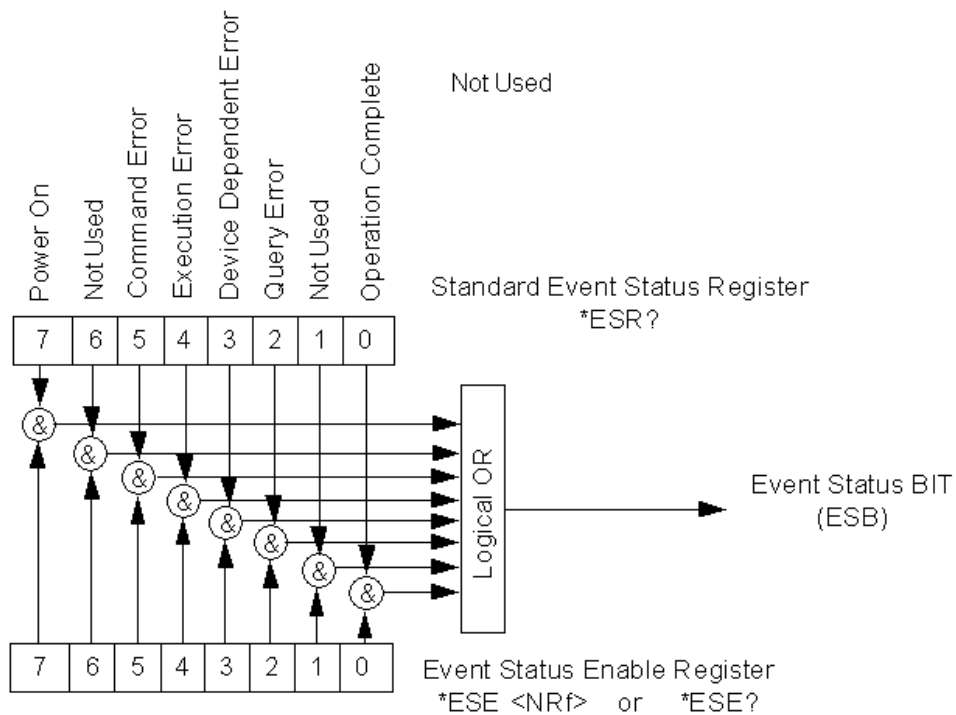 Not Used
Power On
Not Used
Command Error
Execution Error
Device Dependent Error
Query Error
Not Used
Operation Complete
Standard Event Status Register
*ESR?
7 6 5 4 3 2 1 0
&
&
&
&
&
&
&
&
Logical OR
Event Status BIT
(ESB)
7 6 5 4 3 2 1 0
Event Status Enable Register
*ESE <NRf> or *ESE?